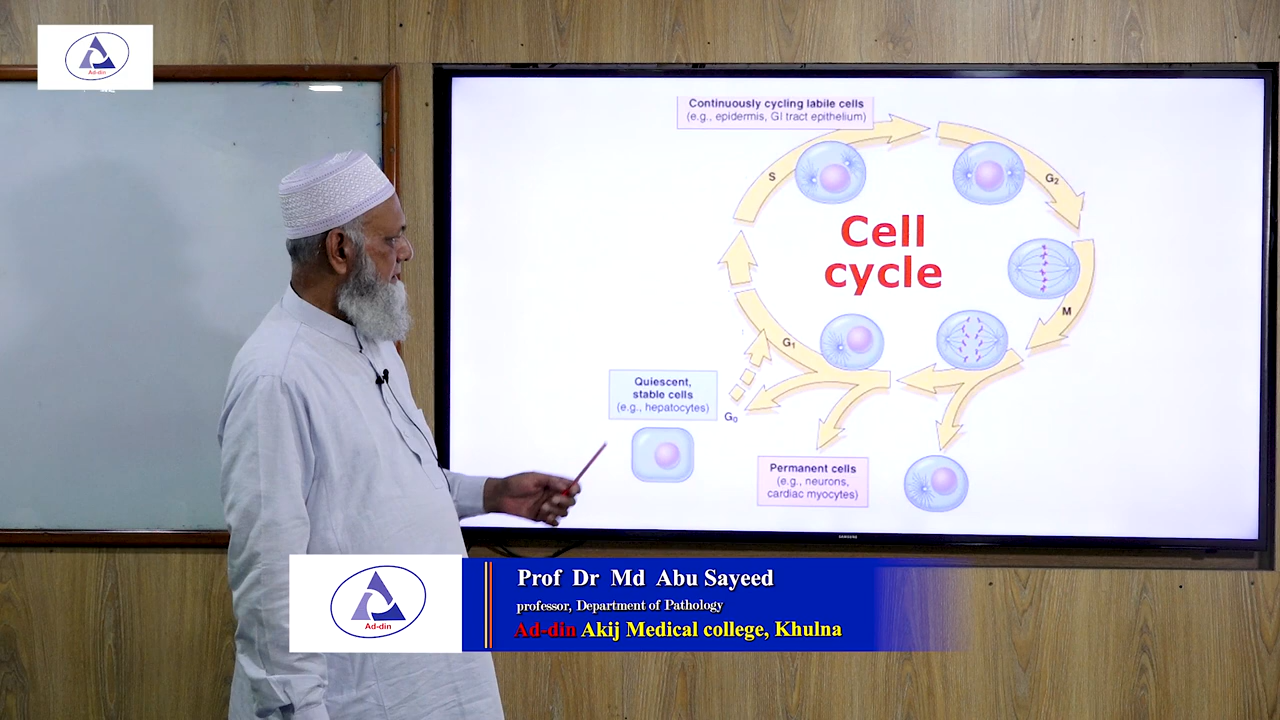 Ad-din
Continuously cycling labile cells
(e.g., epidermis, GI tract epithelium)
S
G₂
Cell
cycle
M
G₁
Quiescent,
stable cells
(e.g., hepatocytes)
G₀
Permanent cells
(e.g., neurons,
cardiac myocytes)
SAMSUNG
Ad-din
Prof Dr Md Abu Sayeed
professor, Department of Pathology
Ad-din Akij Medical college, Khulna